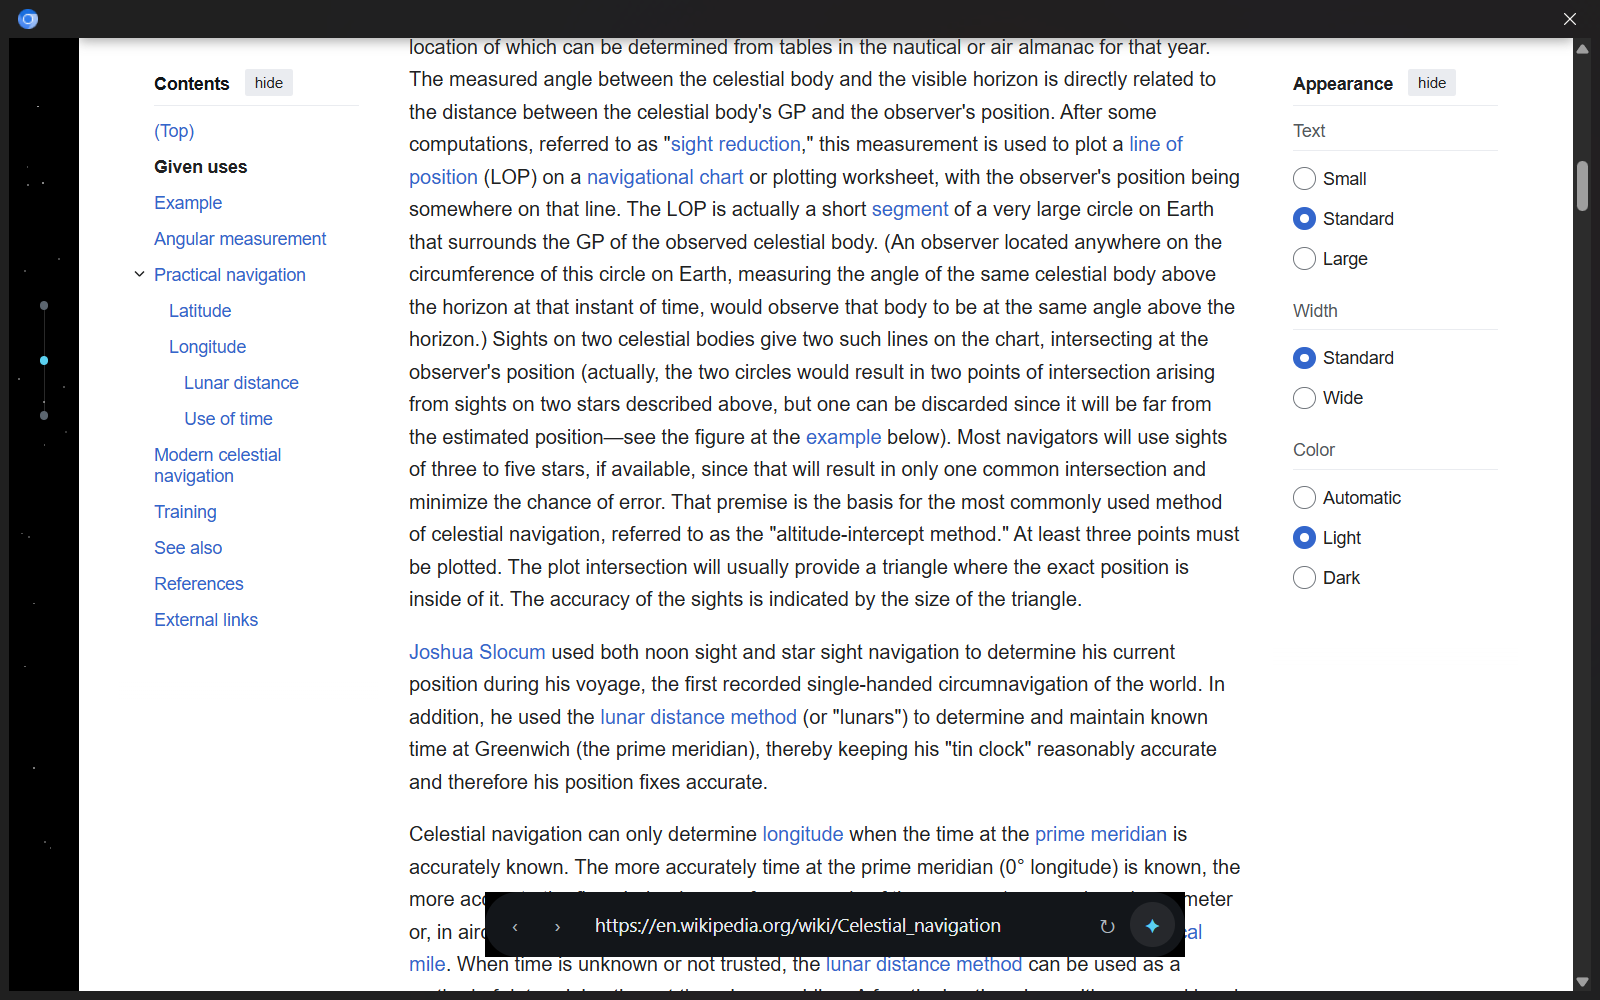 Contents hide
(Top)
Given uses
Example
Angular measurement
Practical navigation
Latitude
Longitude
Lunar distance
Use of time
Modern celestial
navigation
Training
See also
References
External links
location of which can be determined from tables in the nautical or air almanac for that year.
The measured angle between the celestial body and the visible horizon is directly related to
the distance between the celestial body's GP and the observer's position. After some
computations, referred to as "sight reduction," this measurement is used to plot a line of
position (LOP) on a navigational chart or plotting worksheet, with the observer's position being
somewhere on that line. The LOP is actually a short segment of a very large circle on Earth
that surrounds the GP of the observed celestial body. (An observer located anywhere on the
circumference of this circle on Earth, measuring the angle of the same celestial body above
the horizon at that instant of time, would observe that body to be at the same angle above the
horizon.) Sights on two celestial bodies give two such lines on the chart, intersecting at the
observer's position (actually, the two circles would result in two points of intersection arising
from sights on two stars described above, but one can be discarded since it will be far from
the estimated position—see the figure at the example below). Most navigators will use sights
of three to five stars, if available, since that will result in only one common intersection and
minimize the chance of error. That premise is the basis for the most commonly used method
of celestial navigation, referred to as the "altitude-intercept method." At least three points must
be plotted. The plot intersection will usually provide a triangle where the exact position is
inside of it. The accuracy of the sights is indicated by the size of the triangle.
Joshua Slocum used both noon sight and star sight navigation to determine his current
position during his voyage, the first recorded single-handed circumnavigation of the world. In
addition, he used the lunar distance method (or "lunars") to determine and maintain known
time at Greenwich (the prime meridian), thereby keeping his "tin clock" reasonably accurate
and therefore his position fixes accurate.
Celestial navigation can only determine longitude when the time at the prime meridian is
accurately known. The more accurately time at the prime meridian (0° longitude) is known, the
more
or, in
mile. When time is unknown or not trusted, the lunar distance method can be used as a
https://en.wikipedia.org/wiki/Celestial_navigation
Appearance hide
Text
Small
Standard
Large
Width
Standard
Wide
Color
Automatic
Light
Dark